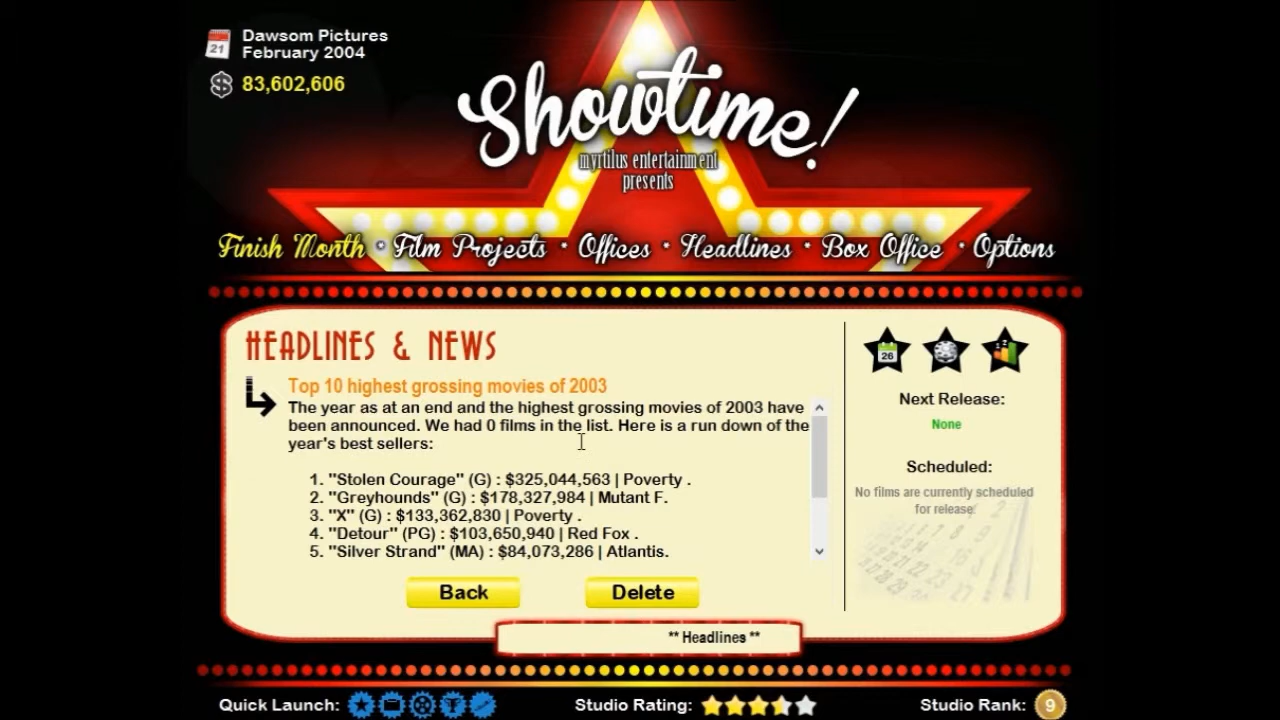 Dawsom Pictures
21
February 2004
83,602,606
Showtime!
myrtilus entertainment
presents
Finish Month * Film Projects * Offices * Headlines * Box Office * Options
HEADLINES & NEWS
Top 10 highest grossing movies of 2003
The year as at an end and the highest grossing movies of 2003 have
been announced. We had 0 films in the list. Here is a run down of the
year's best sellers:
1. "Stolen Courage" (G) : $325,044,563 | Poverty .
2. "Greyhounds" (G) : $178,327,984 | Mutant F.
3. "X" (G) : $133,362,830 | Poverty .
4. "Detour" (PG) : $103,650,940 | Red Fox .
5. "Silver Strand" (MA) : $84,073,286 | Atlantis.
Back
Delete
26
Next Release:
None
Scheduled:
No films are currently scheduled
for release.
** Headlines **
Quick Launch:
Studio Rating:
Studio Rank: 9